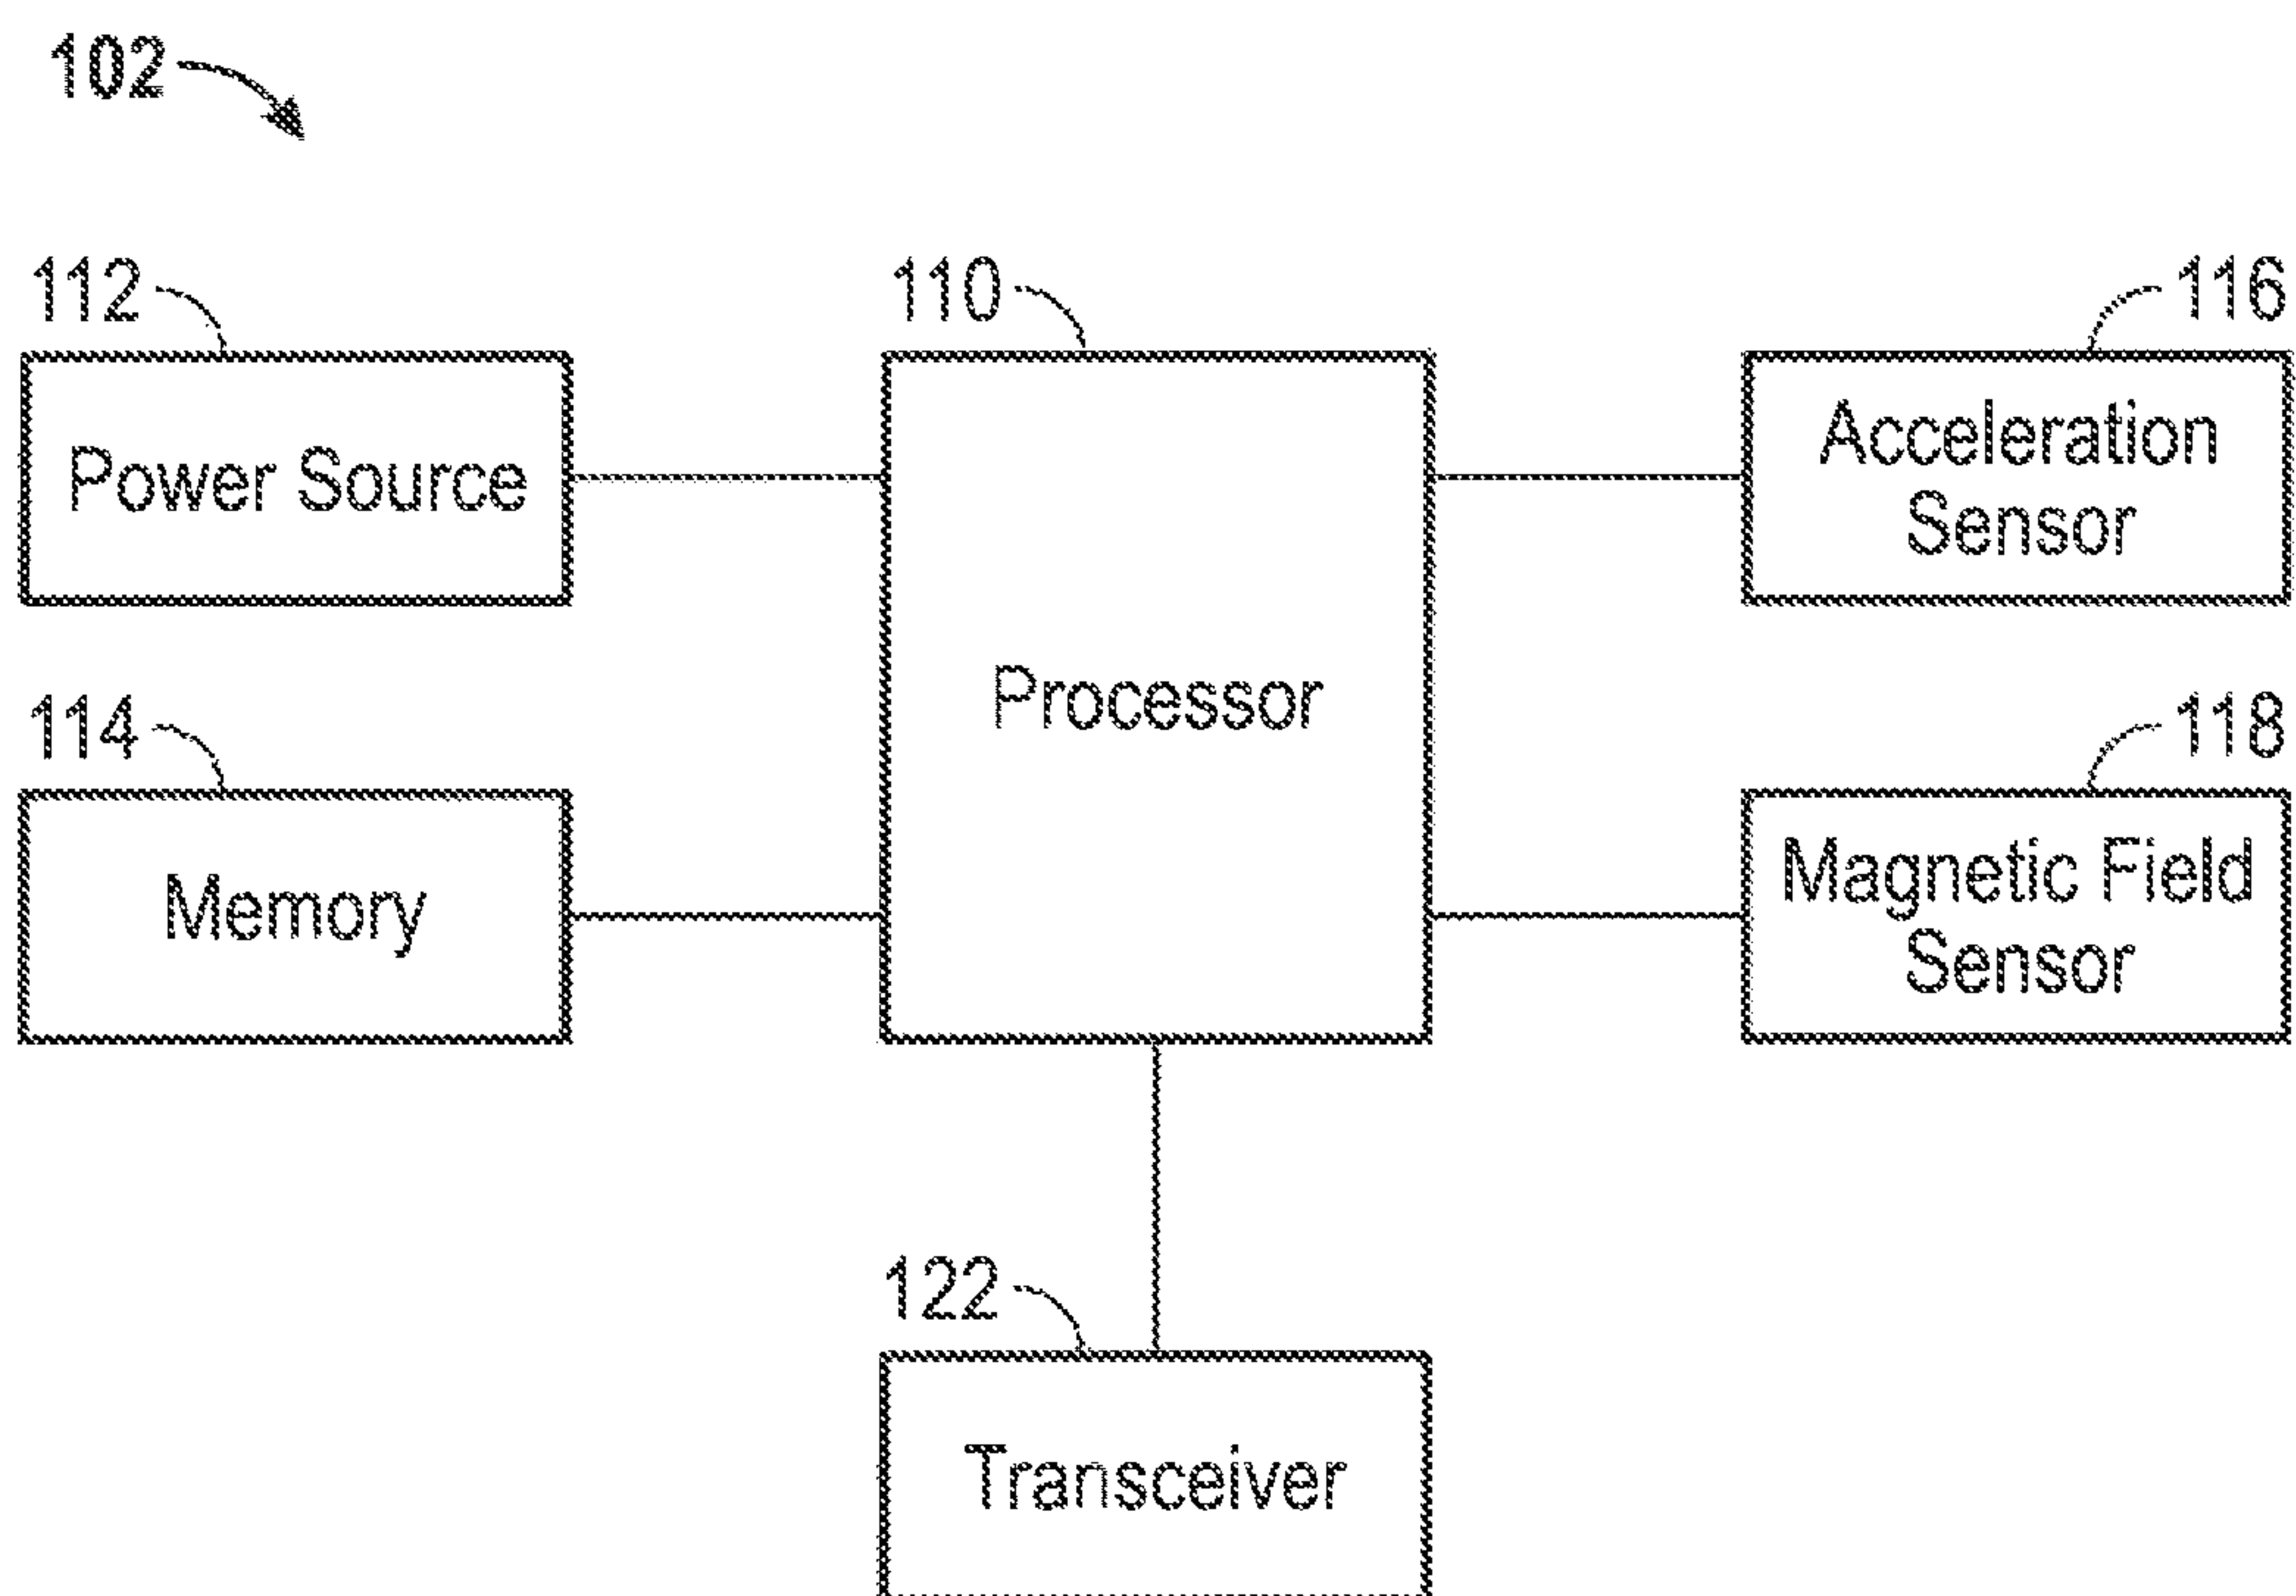 102
112
110
116
Power Source
Processor
Acceleration
Sensor
114
118
Memory
Magnetic Field
Sensor
122
Transceiver